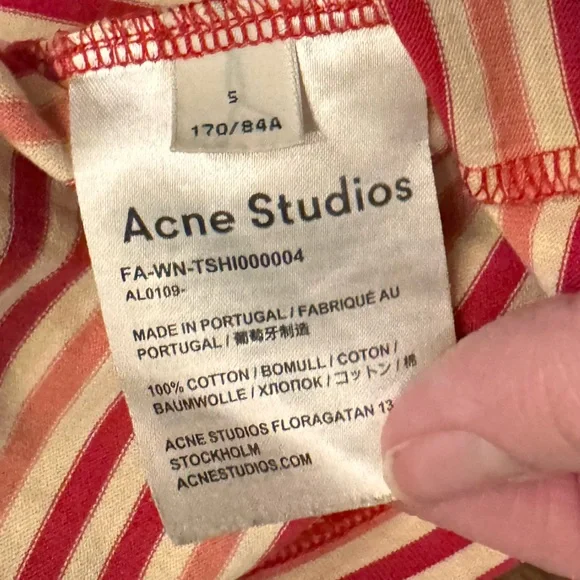 S
170/84A
Acne Studios
FA-WN-TSHI000004
AL0109-
MADE IN PORTUGAL / FABRIQUÉ AU
PORTUGAL / 葡萄牙制造
100% COTTON / BOMULL / COTON /
BAUMWOLLE / ХЛОПОК / コットン / 棉
ACNE STUDIOS FLORAGATAN 13
STOCKHOLM
ACNESTUDIOS.COM